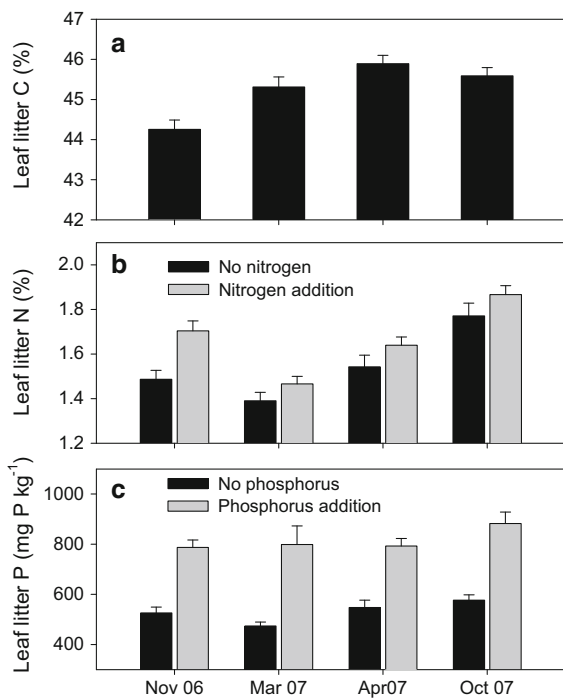 47
46
45
44
43
42
Leaf litter C (%)
a
2.0
1.8
1.6
1.4
1.2
Leaf litter N (%)
b
No nitrogen
Nitrogen addition
1000
800
600
400
Leaf litter P (mg P kg-1)
c
No phosphorus
Phosphorus addition
Nov 06 Mar 07 Apr07 Oct 07